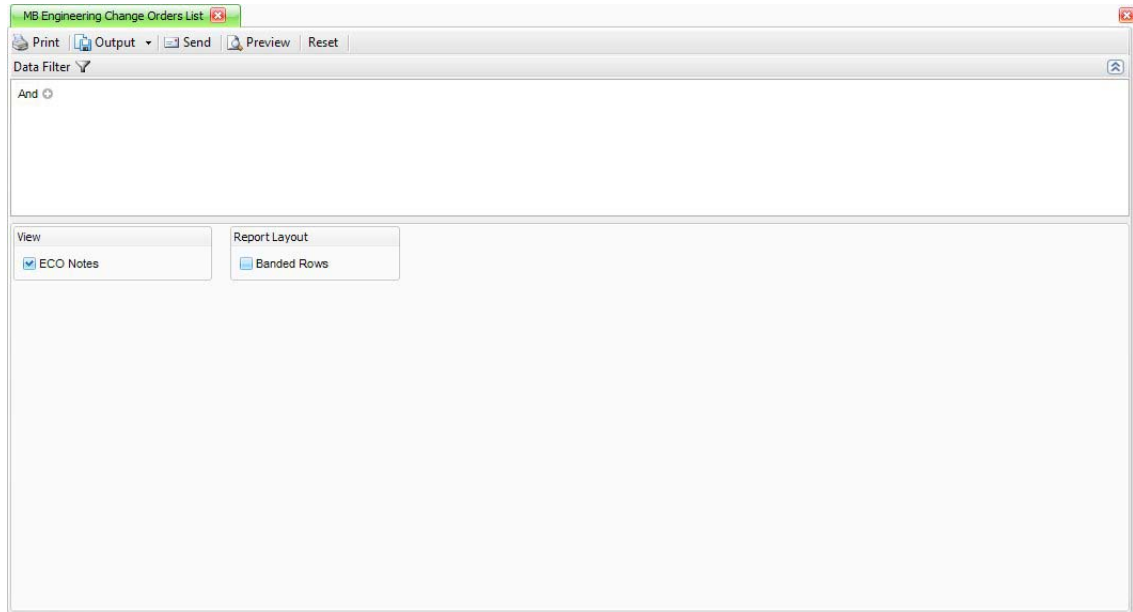 MB Engineering Change Orders List
Print Output Send Preview Reset
Data Filter
And
View Report Layout
ECO Notes Banded Rows